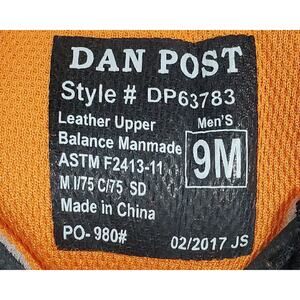 DAN POST
Style # DP63783
Leather Upper
Men'S
Balance Manmade
9M
ASTM F2413-11
M I/75 C/75 SD
Made in China
PO- 980#
02/2017 JS